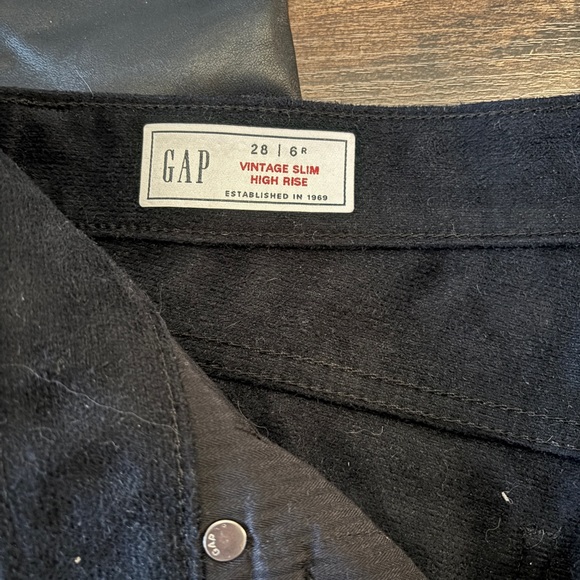 GAP
28 | 6R
VINTAGE SLIM
HIGH RISE
ESTABLISHED IN 1969
GAP